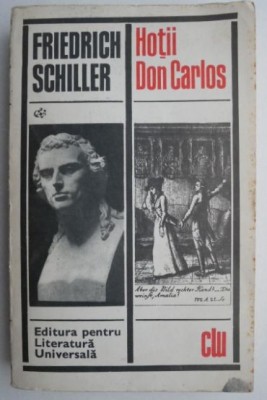 FRIEDRICH
SCHILLER
Hoții
Don Carlos
Editura pentru
Literatură
Universală
clu